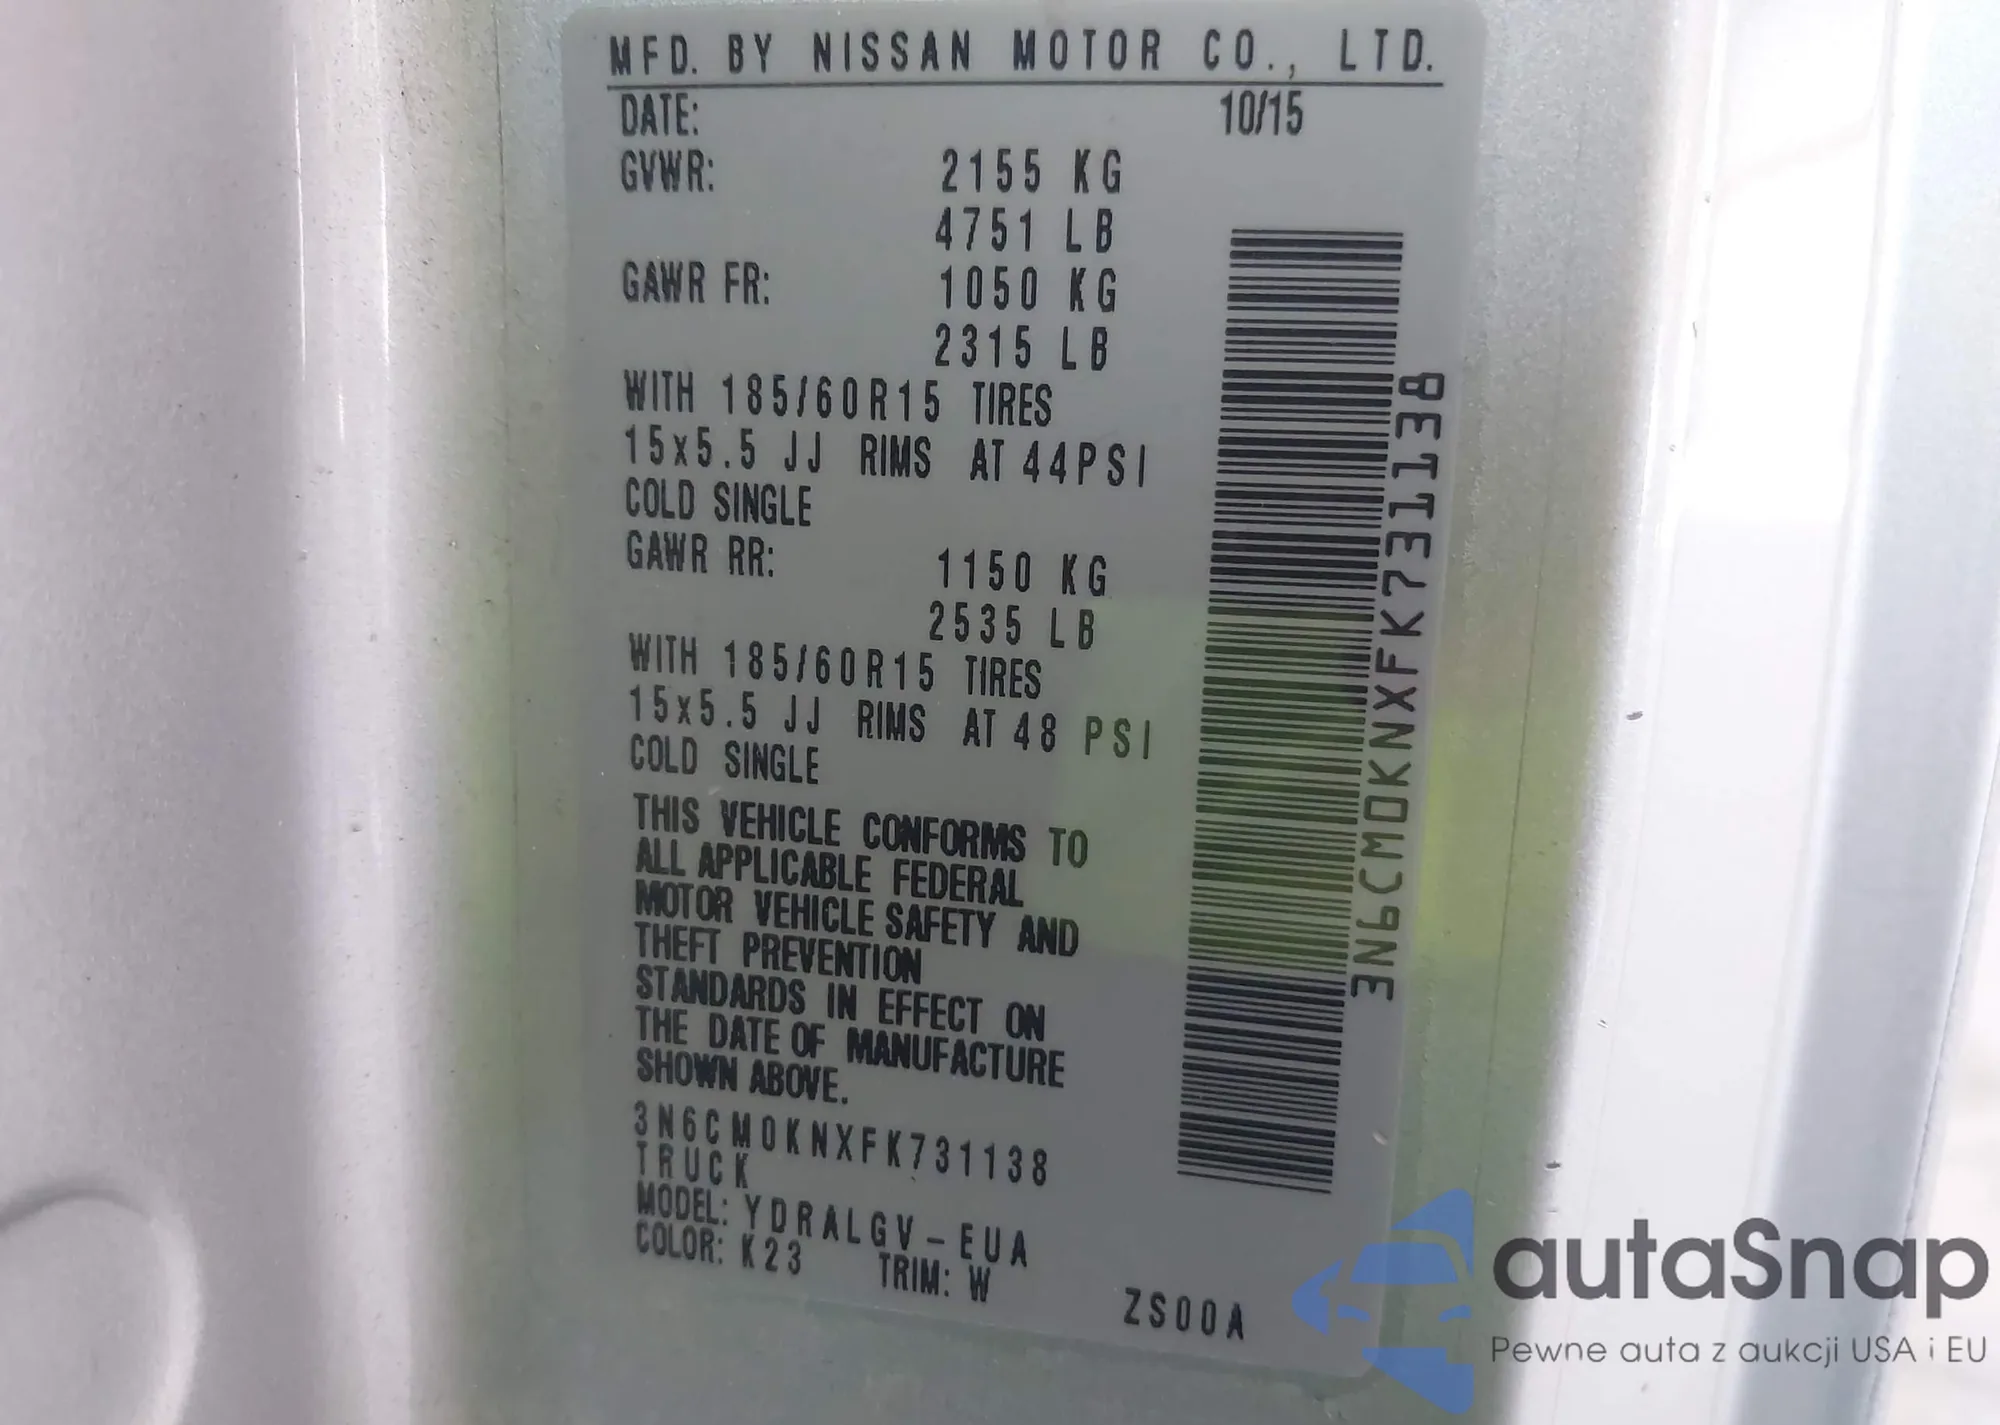 MFD. BY NISSAN MOTOR CO., LTD.
DATE: 10/15
GVWR: 2155 KG
4751 LB
GAWR FR: 1050 KG
2315 LB
WITH 185/60R15 TIRES
15x5.5 JJ RIMS AT 44PSI
COLD SINGLE
GAWR RR: 1150 KG
2535 LB
WITH 185/60R15 TIRES
15x5.5 JJ RIMS AT 48 PSI
COLD SINGLE
THIS VEHICLE CONFORMS TO
ALL APPLICABLE FEDERAL
MOTOR VEHICLE SAFETY AND
THEFT PREVENTION
STANDARDS IN EFFECT ON
THE DATE OF MANUFACTURE
SHOWN ABOVE.
3N6CM0KNXFK731138
TRUCK
MODEL: YDRALGV-EUA
COLOR: K23 TRIM: W
ZS00A
3N6CM0KNXFK731138
autaSnap
Pewne auta z aukcji USA i EU